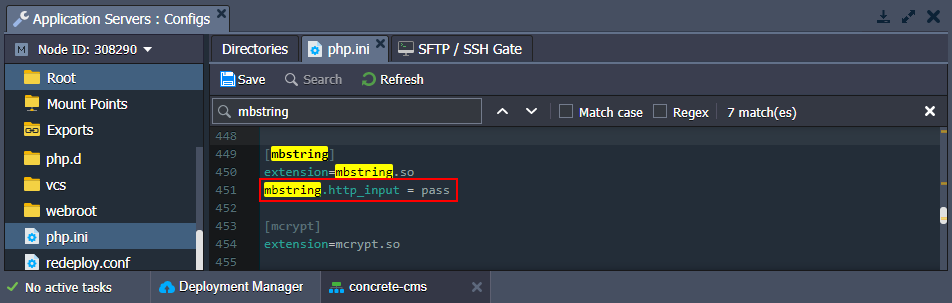 Application Servers : Configs
M Node ID: 308290
Root
Mount Points
Exports
php.d
vcs
webroot
php.ini
redeploy.conf
Directories
php.ini
SFTP / SSH Gate
Save
Search
Refresh
mbstring
Match case
Regex
7 match(es)
448
449 [mbstring]
450 extension=mbstring.so
451 mbstring.http_input = pass
452
453 [mcrypt]
454 extension=mcrypt.so
455
No active tasks
Deployment Manager
concrete-cms